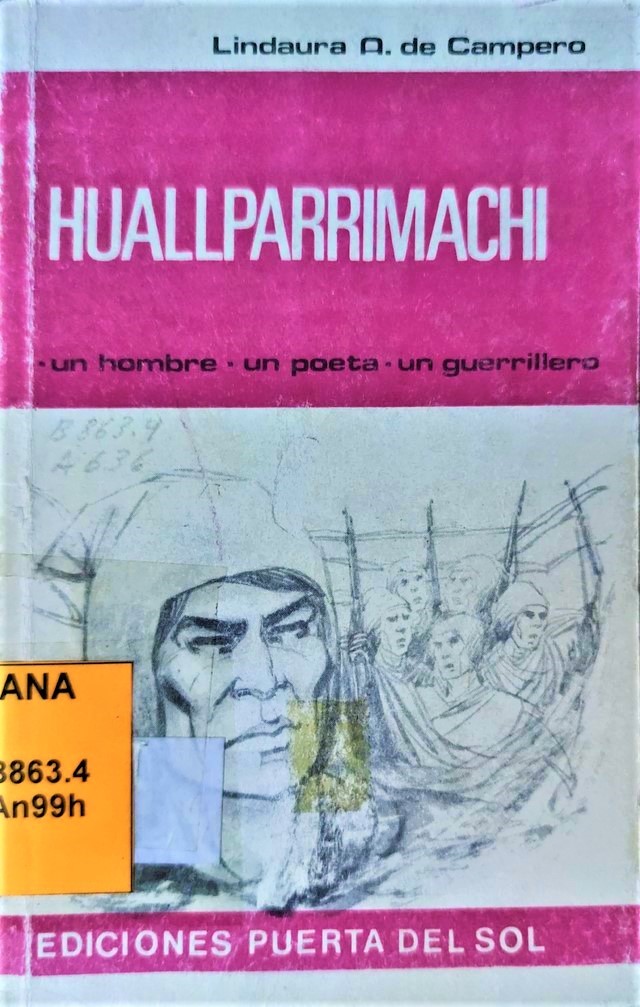 Lindaura A. de Campero
HUALLPARRIMACHI
·un hombre · un poeta · un guerrillero
B 863.4
A 636
ANA
B863.4
An99h
EDICIONES PUERTA DEL SOL